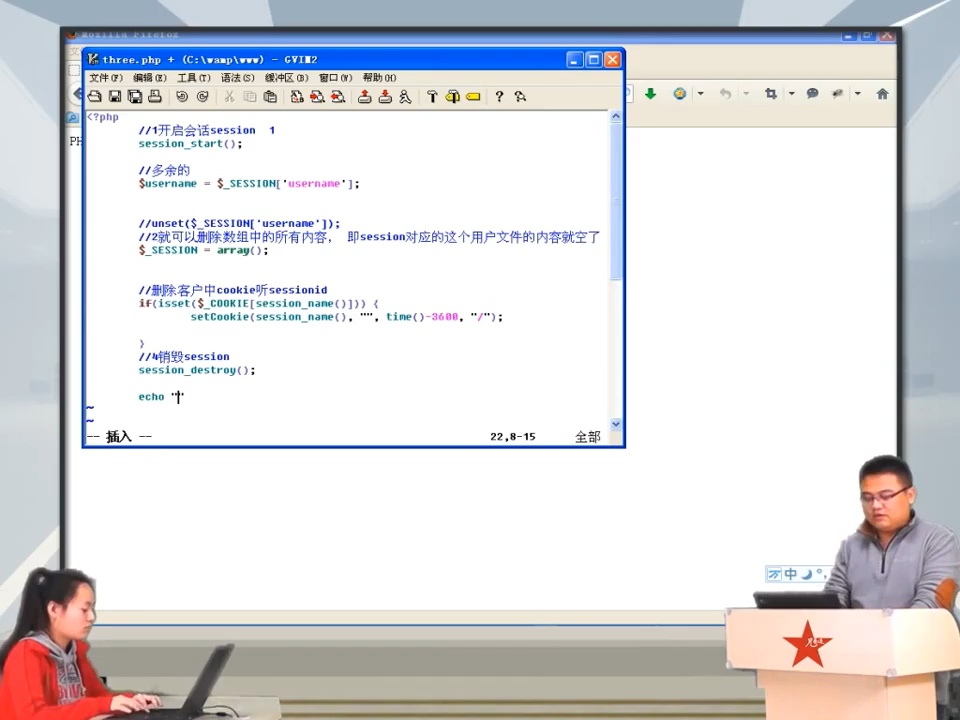 Mozilla Firefox
three.php + (C:\wamp\www) - GVIM2
文件(F) 编辑(E) 工具(T) 语法(S) 缓冲区(B) 窗口(W) 帮助(H)
<?php
//1开启会话session 1
session_start();
//多余的
$username = $_SESSION['username'];
//unset($_SESSION['username']);
//2就可以删除数组中的所有内容， 即session对应的这个用户文件的内容就空了
$_SESSION = array();
//删除客户中cookie听sessionid
if(isset($_COOKIE[session_name()])) {
setCookie(session_name(), "", time()-3600, "/");
}
//4销毁session
session_destroy();
echo ""
~
~
-- 插入 -- 22,8-15 全部
PH
中